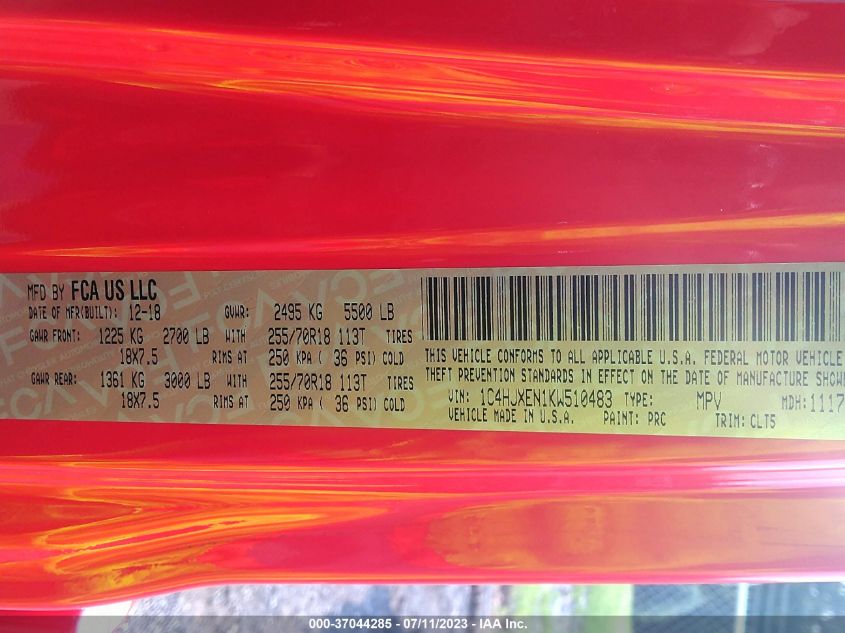 MFD BY FCA US LLC
DATE OF MFR(BUILT): 12-18 GVWR: 2495 KG 5500 LB
GAWR FRONT: 1225 KG 2700 LB WITH 255/70R18 113T TIRES
18X7.5 RIMS AT 250 KPA ( 36 PSI) COLD
GAWR REAR: 1361 KG 3000 LB WITH 255/70R18 113T TIRES
18X7.5 RIMS AT 250 KPA ( 36 PSI) COLD
THIS VEHICLE CONFORMS TO ALL APPLICABLE U.S.A. FEDERAL MOTOR VEHICLE
THEFT PREVENTION STANDARDS IN EFFECT ON THE DATE OF MANUFACTURE SHOW
VIN: 1C4HJXEN1KW510483 TYPE: MPV MDH: 1117
VEHICLE MADE IN U.S.A. PAINT: PRC TRIM: CLT5
000-37044285 - 07/11/2023 - IAA Inc.